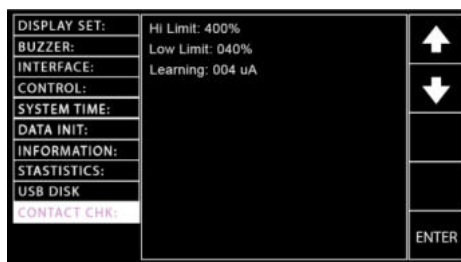 DISPLAY SET:
BUZZER:
INTERFACE:
CONTROL:
SYSTEM TIME:
DATA INIT:
INFORMATION:
STASTISTICS:
USB DISK
CONTACT CHK:
Hi Limit: 400%
Low Limit: 040%
Learning: 004 uA
ENTER